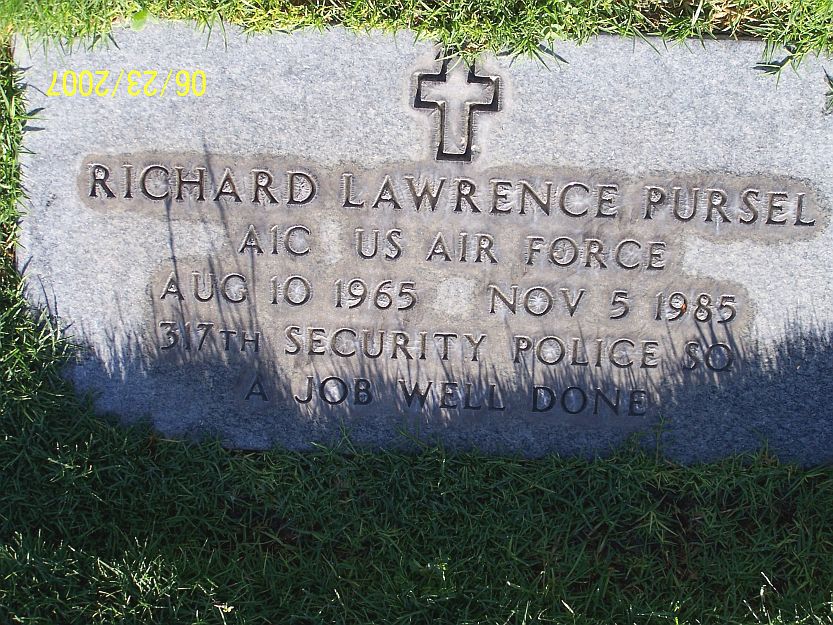 06/23/2007
RICHARD LAWRENCE PURSEL
A1C US AIR FORCE
AUG 10 1965 NOV 5 1985
317TH SECURITY POLICE SQ
A JOB WELL DONE